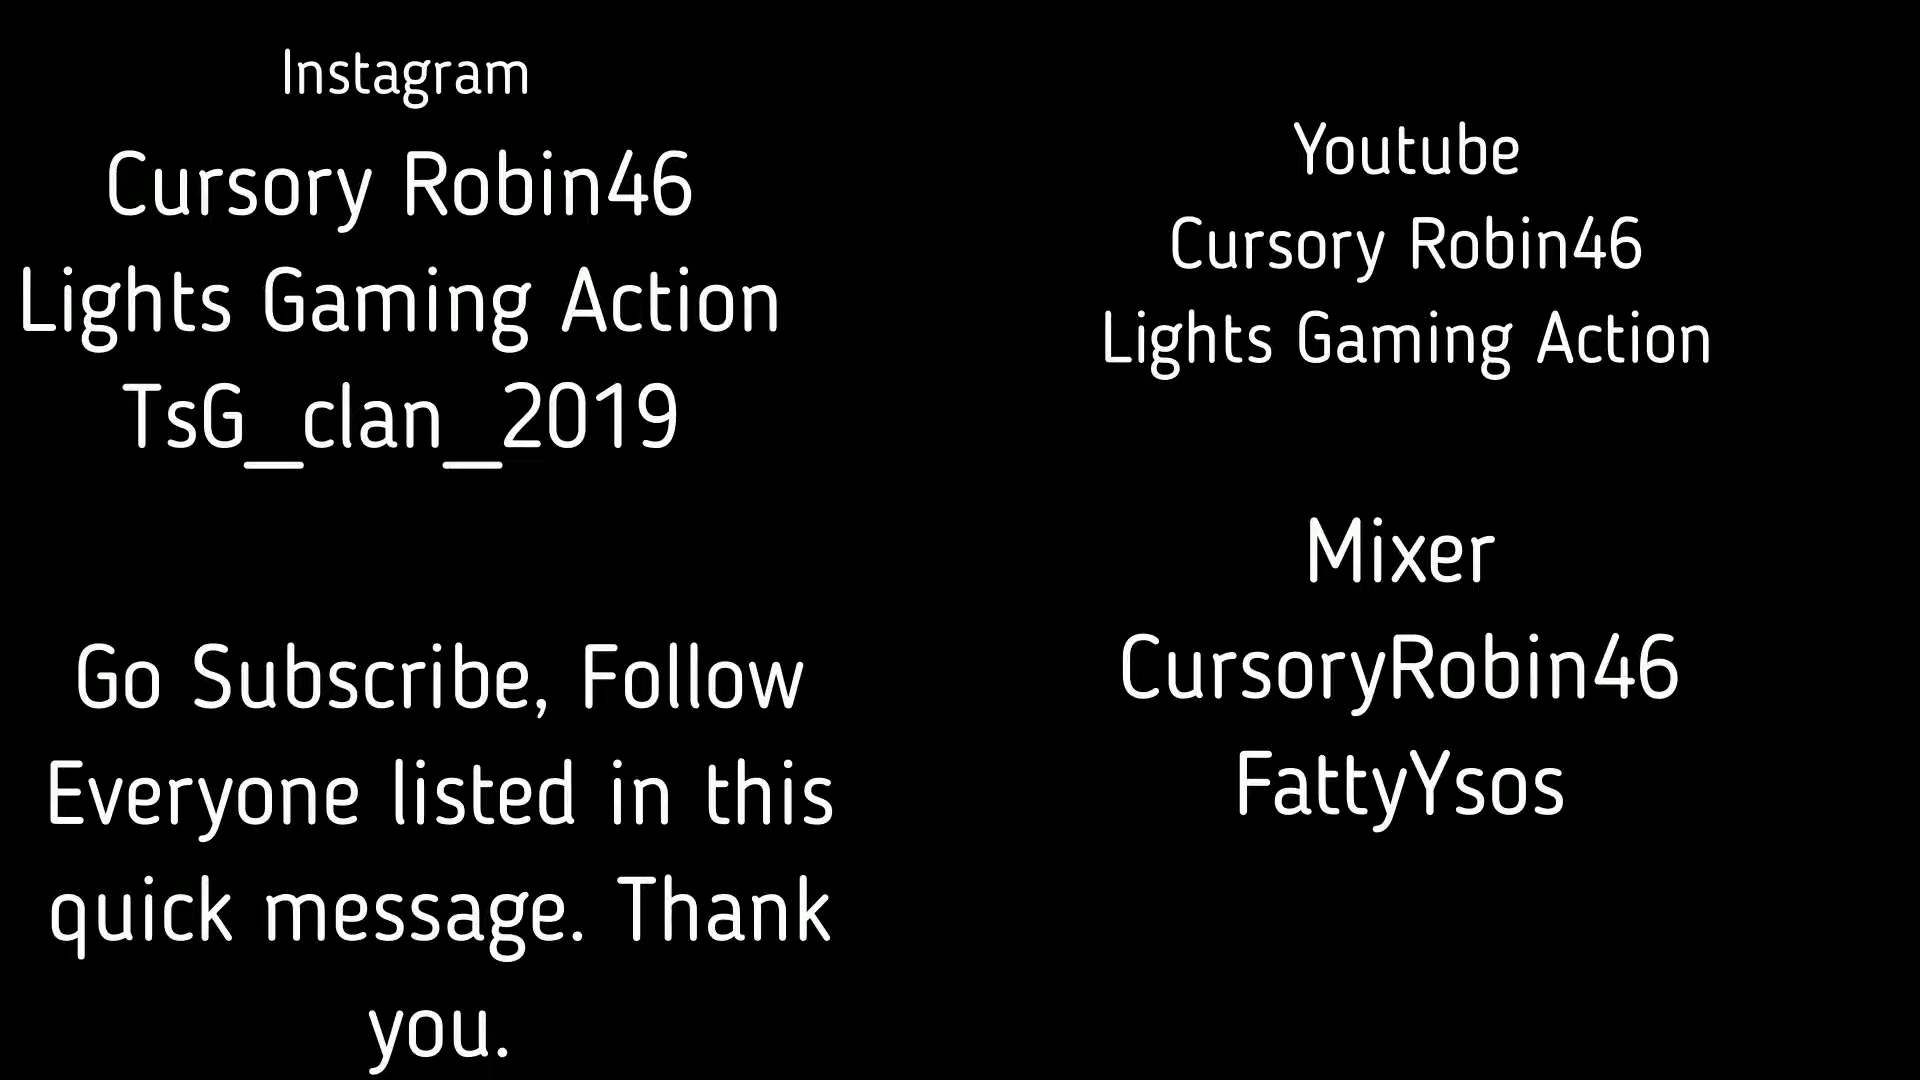 Instagram
Cursory Robin46
Lights Gaming Action
TsG_clan_2019
Go Subscribe, Follow
Everyone listed in this
quick message. Thank
you.
Youtube
Cursory Robin46
Lights Gaming Action
Mixer
CursoryRobin46
FattyYsos